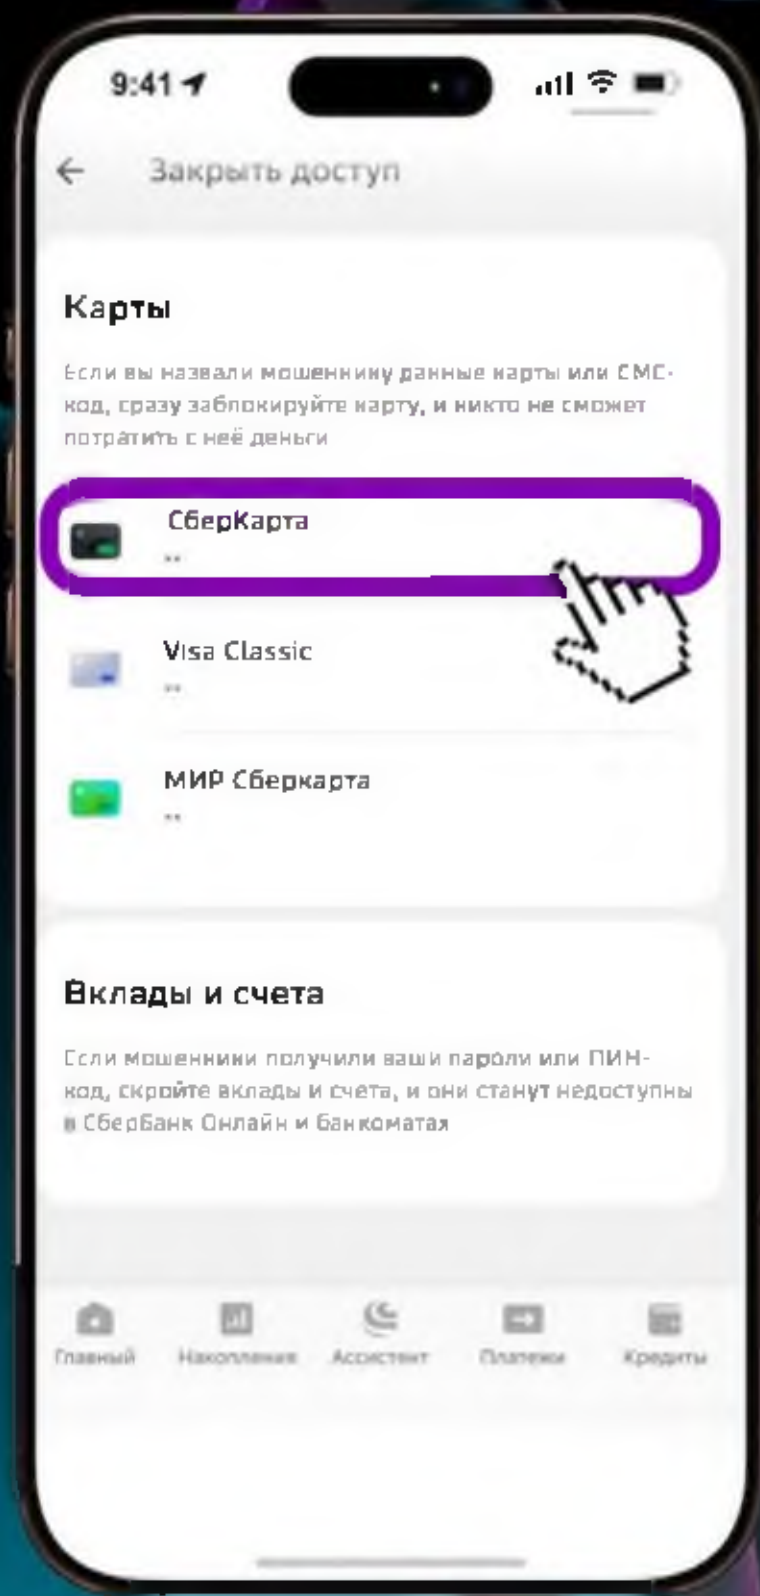 9:41
Закрыть доступ
Карты
Если вы назвали мошеннику данные карты или СМС-
код, сразу заблокируйте карту, и никто не сможет
потратить с неё деньги
СберКарта
••
Visa Classic
••
МИР Сберкарта
••
Вклады и счета
Если мошенники получили ваши пароли или ПИН-
код, скройте вклады и счета, и они станут недоступны
в СберБанк Онлайн и банкоматах
Главный Накопления Ассистент Платежи Кредиты